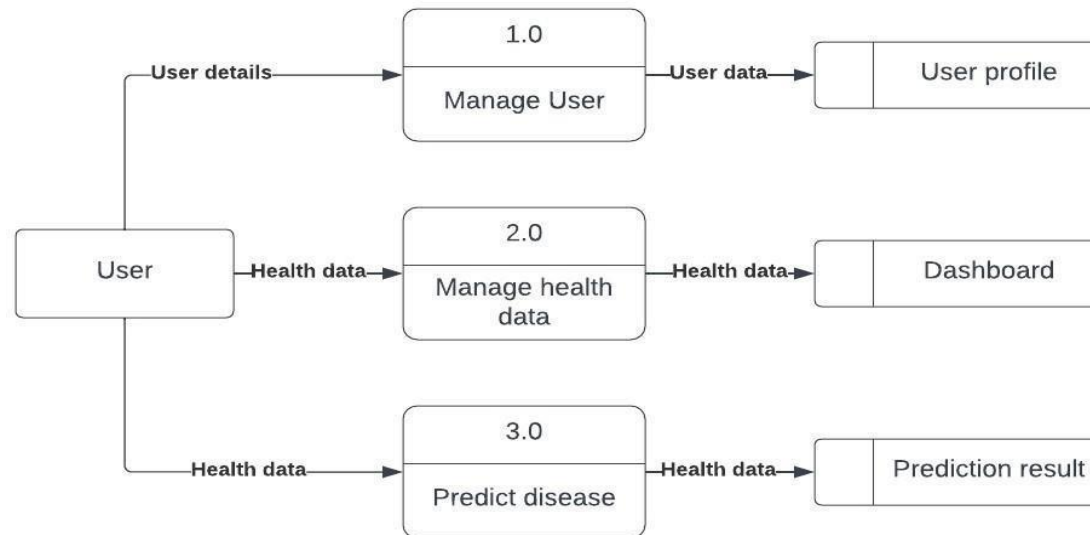 1.0
User details
Manage User
User data
User profile
User
Health data
2.0
Manage health
data
Health data
Dashboard
Health data
3.0
Predict disease
Health data
Prediction result